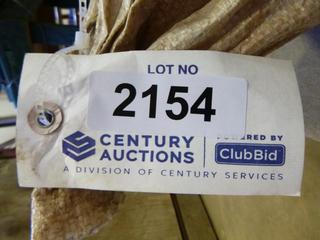 LOT NO
2154
CENTURY AUCTIONS
POWERED BY
ClubBid
A DIVISION OF CENTURY SERVICES